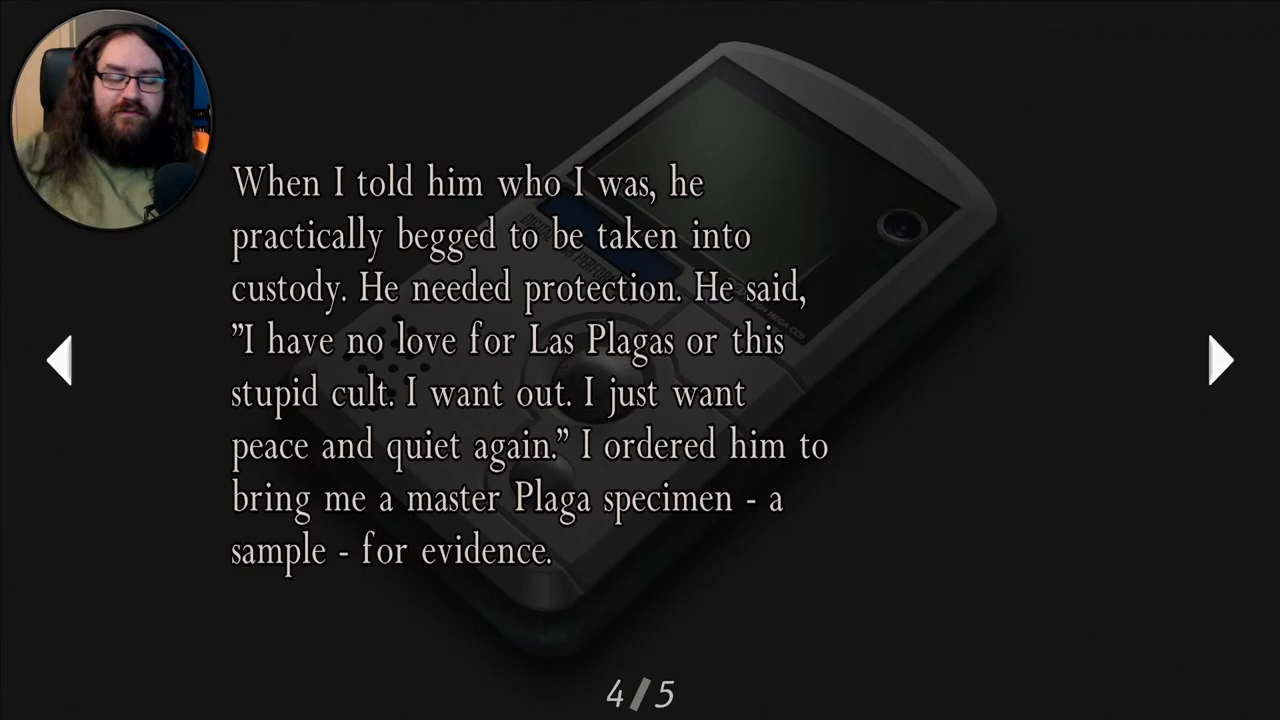 When I told him who I was, he
practically begged to be taken into
custody. He needed protection. He said,
"I have no love for Las Plagas or this
stupid cult. I want out. I just want
peace and quiet again." I ordered him to
bring me a master Plaga specimen - a
sample - for evidence.
4/5